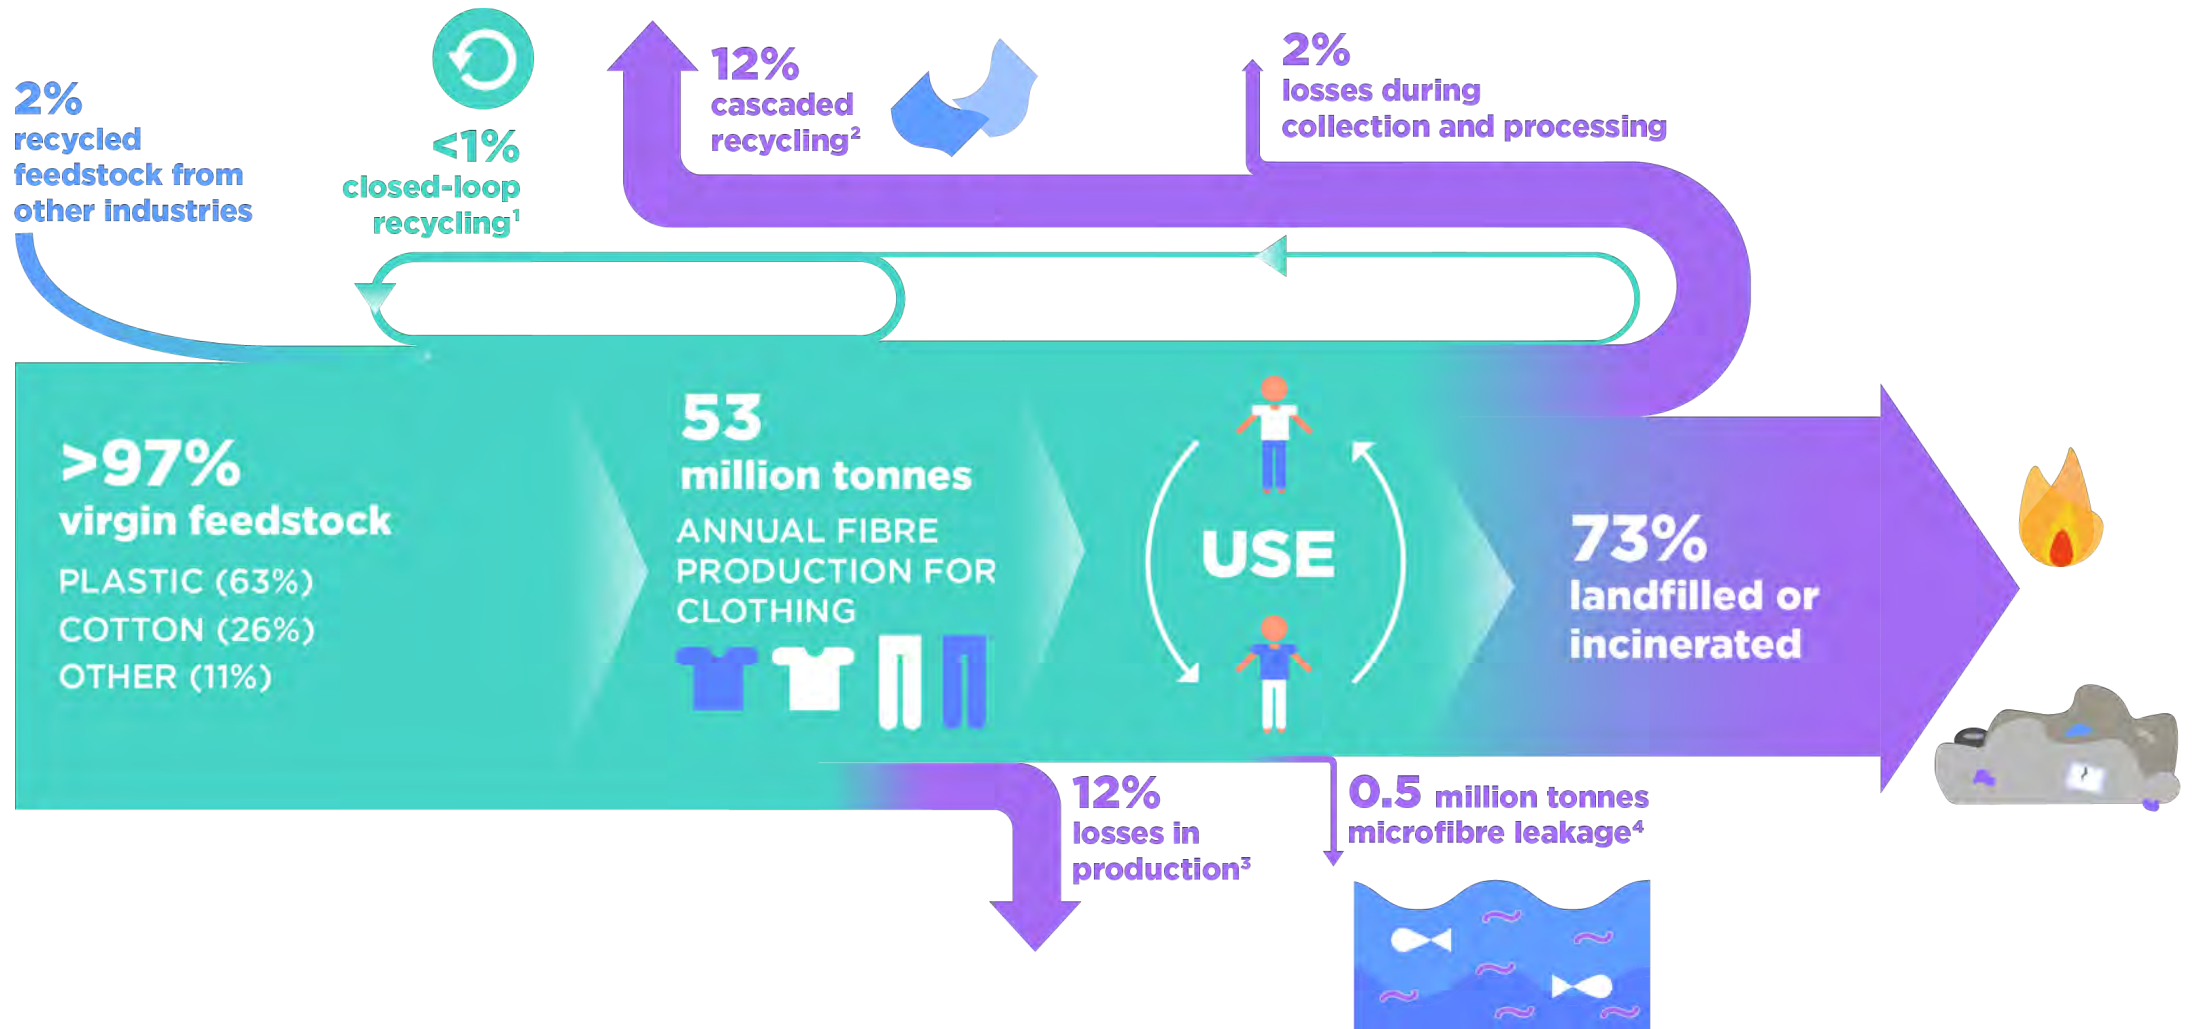 2%
recycled
feedstock from
other industries
<1%
closed-loop
recycling¹
12%
cascaded
recycling²
2%
losses during
collection and processing
>97%
virgin feedstock
PLASTIC (63%)
COTTON (26%)
OTHER (11%)
53
million tonnes
ANNUAL FIBRE
PRODUCTION FOR
CLOTHING
USE
73%
landfilled or
incinerated
12%
losses in
production³
0.5 million tonnes
microfibre leakage⁴